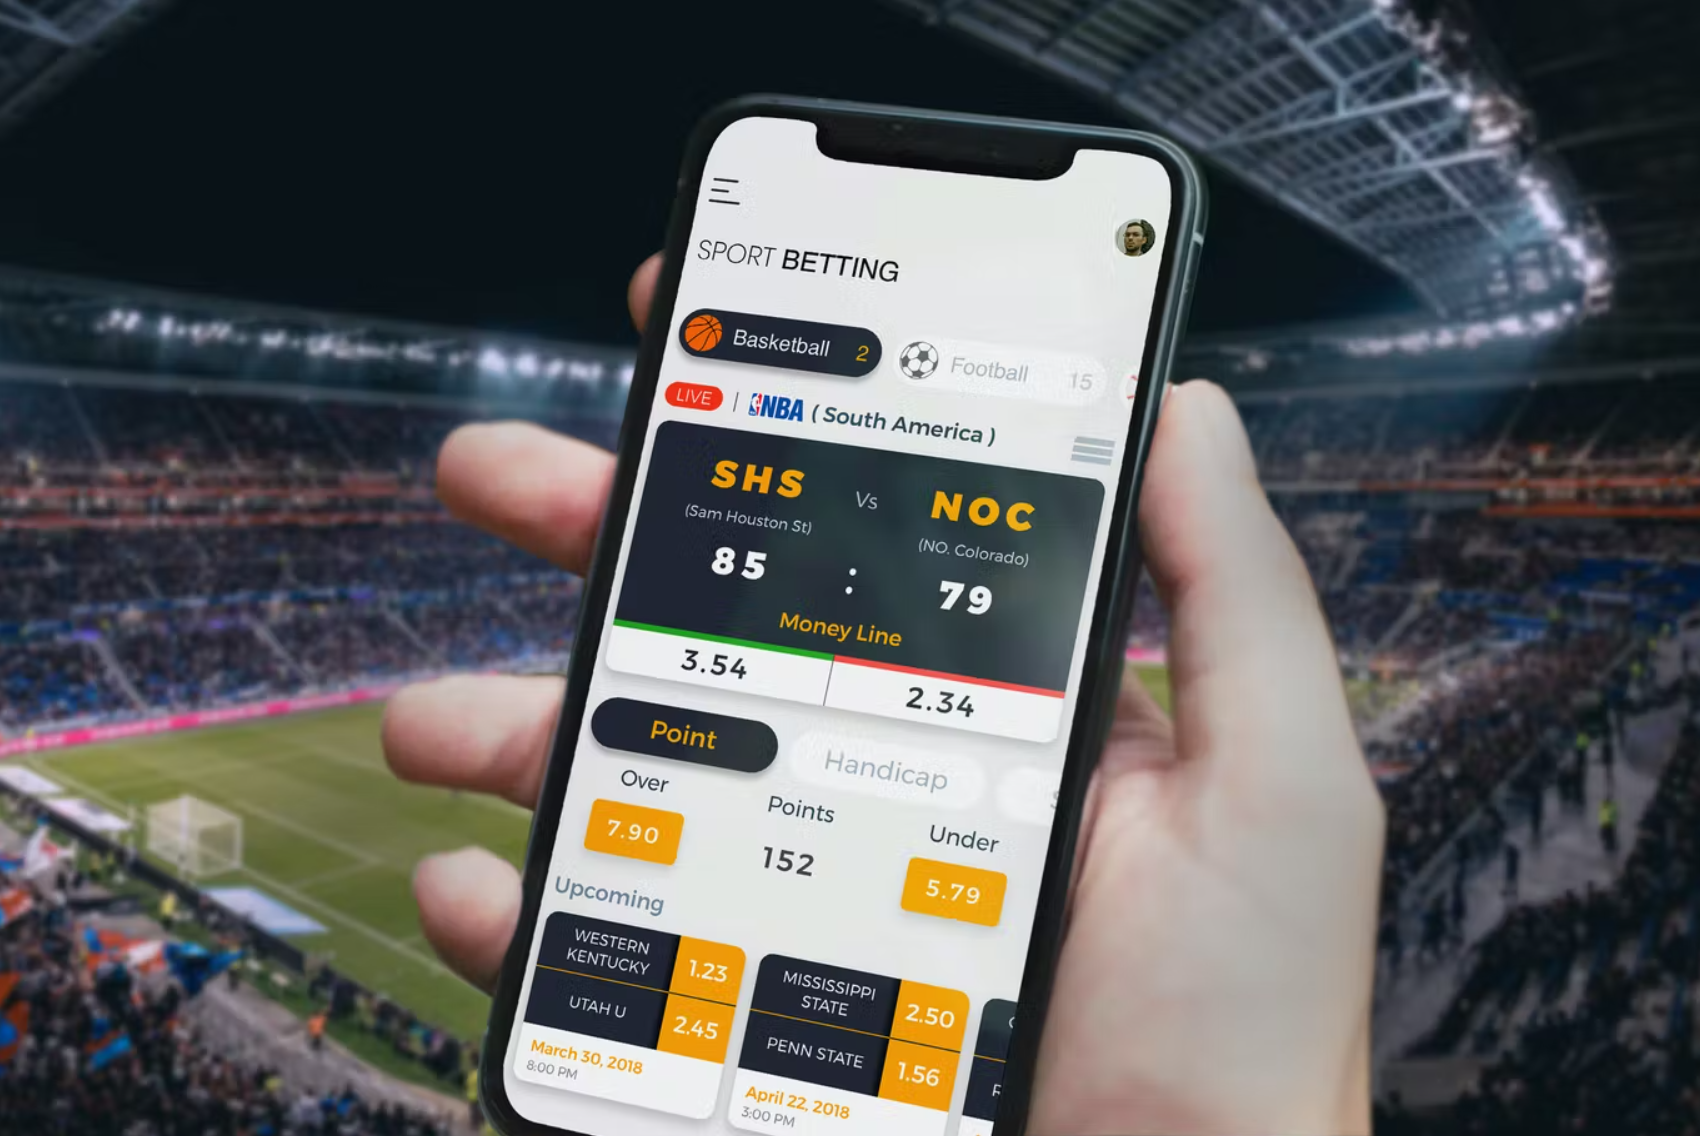 SPORT BETTING
Basketball 2
Football 15
LIVE | NBA ( South America )
SHS Vs NOC
(Sam Houston St) (NO. Colorado)
85 : 79
Money Line
3.54 2.34
Point Handicap
Over Points Under
7.90 152 5.79
Upcoming
WESTERN
KENTUCKY 1.23
UTAH U 2.45
March 30, 2018
8:00 PM
MISSISSIPPI
STATE 2.50
PENN STATE 1.56
April 22, 2018
3:00 PM